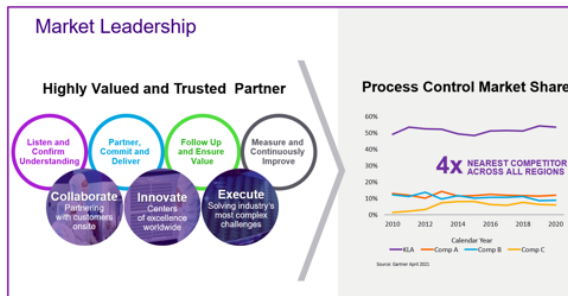 Market Leadership
Highly Valued and Trusted Partner
Listen and
Confirm
Understanding
Partner,
Commit and
Deliver
Follow Up and
Ensure
Value
Measure and
Continuously
Improve
Collaborate
Partnering
with customers
onsite
Innovate
Centers
of excellence
worldwide
Execute
Solving industry's
most complex
challenges
Process Control Market Share
60%
50%
40%
30%
20%
10%
0%
4x NEAREST COMPETITOR
ACROSS ALL REGIONS
2010 2012 2014 2016 2018 2020
Calendar Year
KLA Comp A Comp B Comp C
Source: Gartner April 2021